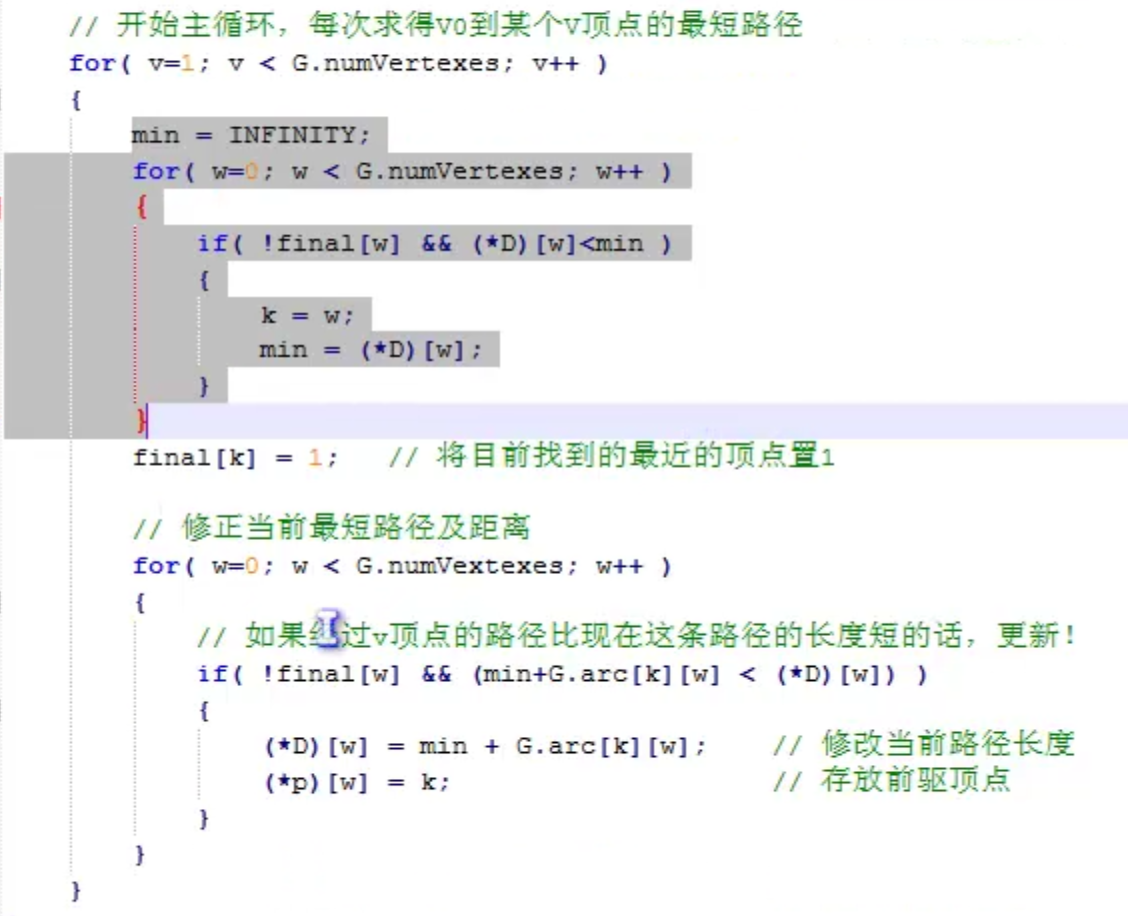 // 开始主循环，每次求得v0到某个v顶点的最短路径
for( v=1; v < G.numVertexes; v++ )
{
min = INFINITY;
for( w=0; w < G.numVertexes; w++ )
{
if( !final[w] && (*D)[w]<min )
{
k = w;
min = (*D)[w];
}
}
final[k] = 1; // 将目前找到的最近的顶点置1
// 修正当前最短路径及距离
for( w=0; w < G.numVextexes; w++ )
{
// 如果经过v顶点的路径比现在这条路径的长度短的话，更新！
if( !final[w] && (min+G.arc[k][w] < (*D)[w]) )
{
(*D)[w] = min + G.arc[k][w]; // 修改当前路径长度
(*p)[w] = k; // 存放前驱顶点
}
}
}